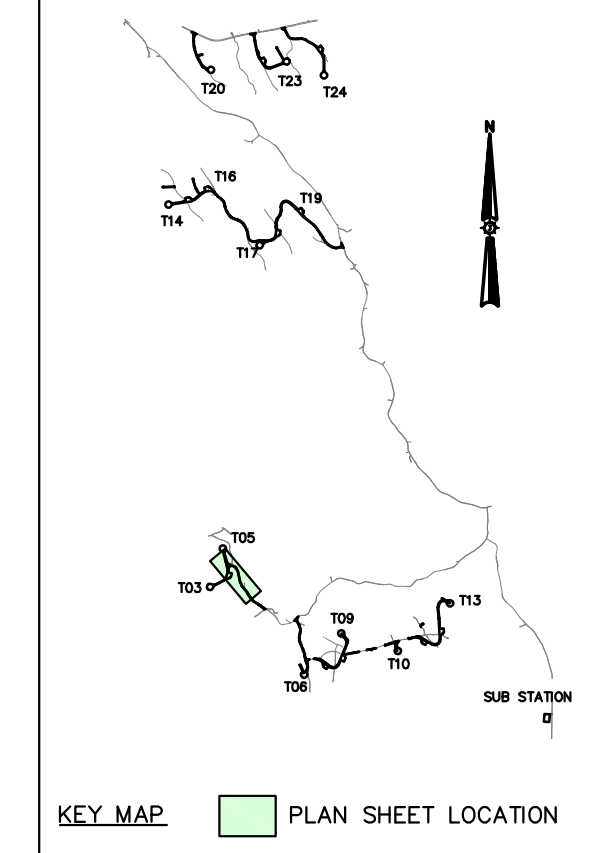 T20
T23
T24
N
T16
T14
T19
T17
T05
T03
T09
T13
T10
T06
SUB STATION
KEY MAP
PLAN SHEET LOCATION